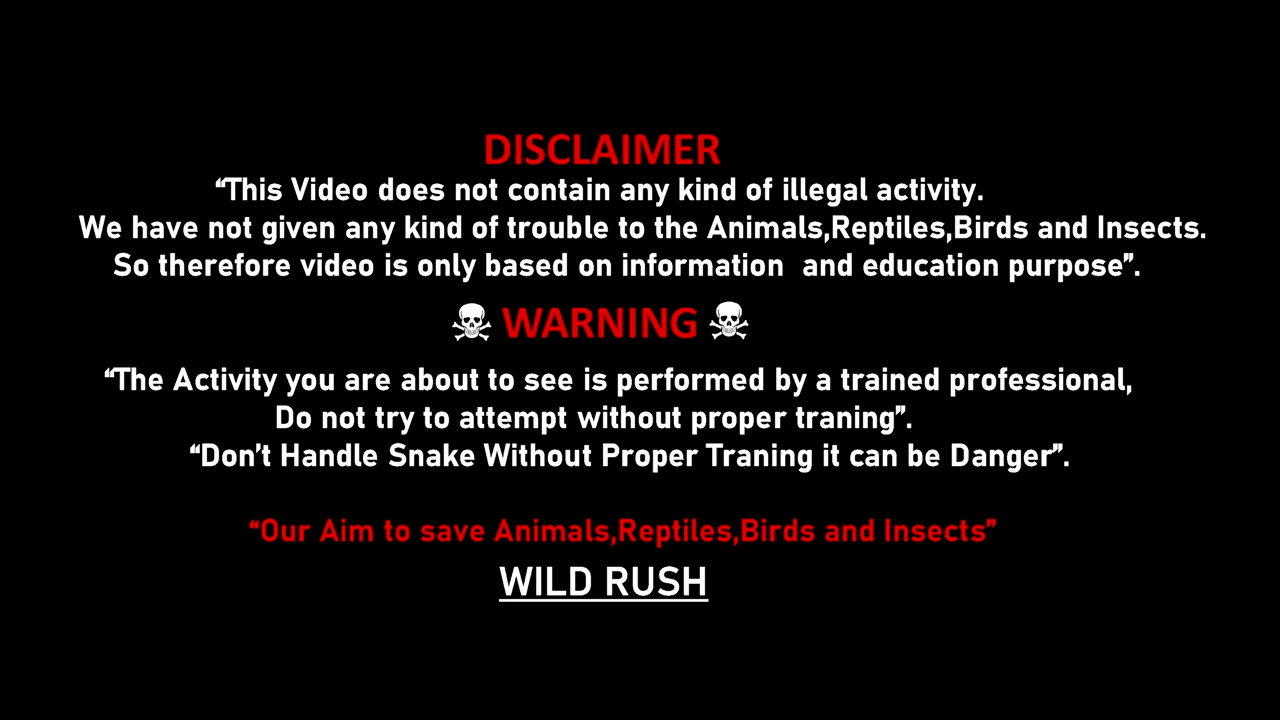 DISCLAIMER
“This Video does not contain any kind of illegal activity.
We have not given any kind of trouble to the Animals,Reptiles,Birds and Insects.
So therefore video is only based on information  and education purpose”.
☠ WARNING ☠
“The Activity you are about to see is performed by a trained professional,
Do not try to attempt without proper traning”.
“Don’t Handle Snake Without Proper Traning it can be Danger”.
“Our Aim to save Animals,Reptiles,Birds and Insects”
WILD RUSH